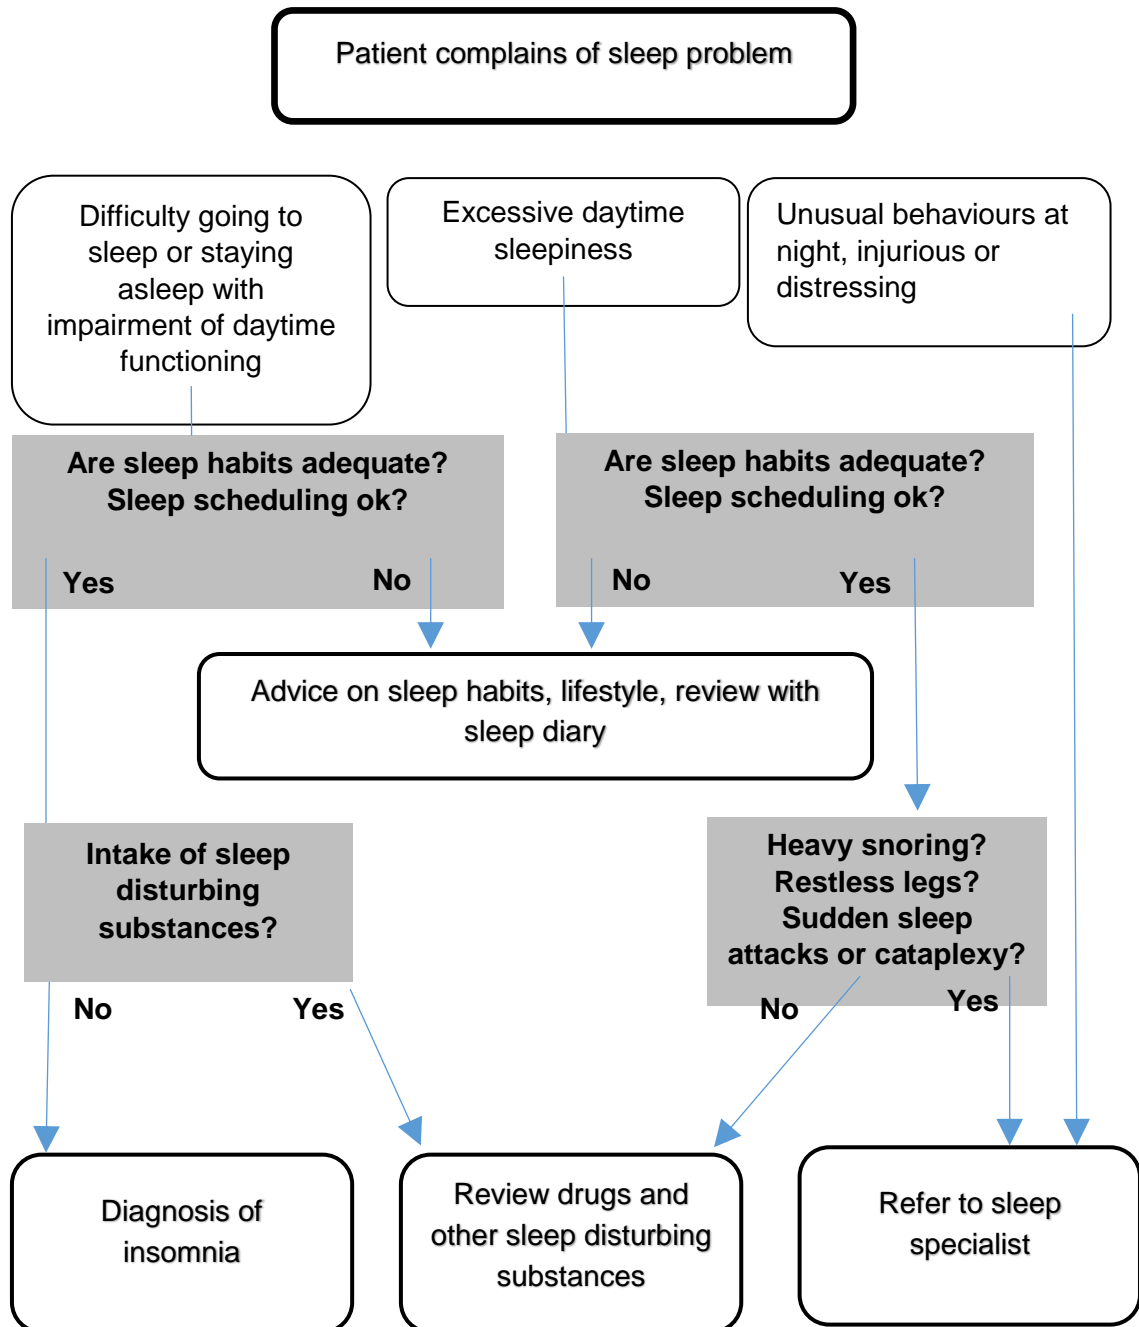 Patient complains of sleep problem
Difficulty going to
sleep or staying
asleep with
impairment of daytime
functioning
Excessive daytime
sleepiness
Unusual behaviours at
night, injurious or
distressing
Are sleep habits adequate?
Sleep scheduling ok?
Yes
No
Are sleep habits adequate?
Sleep scheduling ok?
No
Yes
Advice on sleep habits, lifestyle, review with
sleep diary
Intake of sleep
disturbing
substances?
No
Yes
Heavy snoring?
Restless legs?
Sudden sleep
attacks or cataplexy?
No
Yes
Diagnosis of
insomnia
Review drugs and
other sleep disturbing
substances
Refer to sleep
specialist